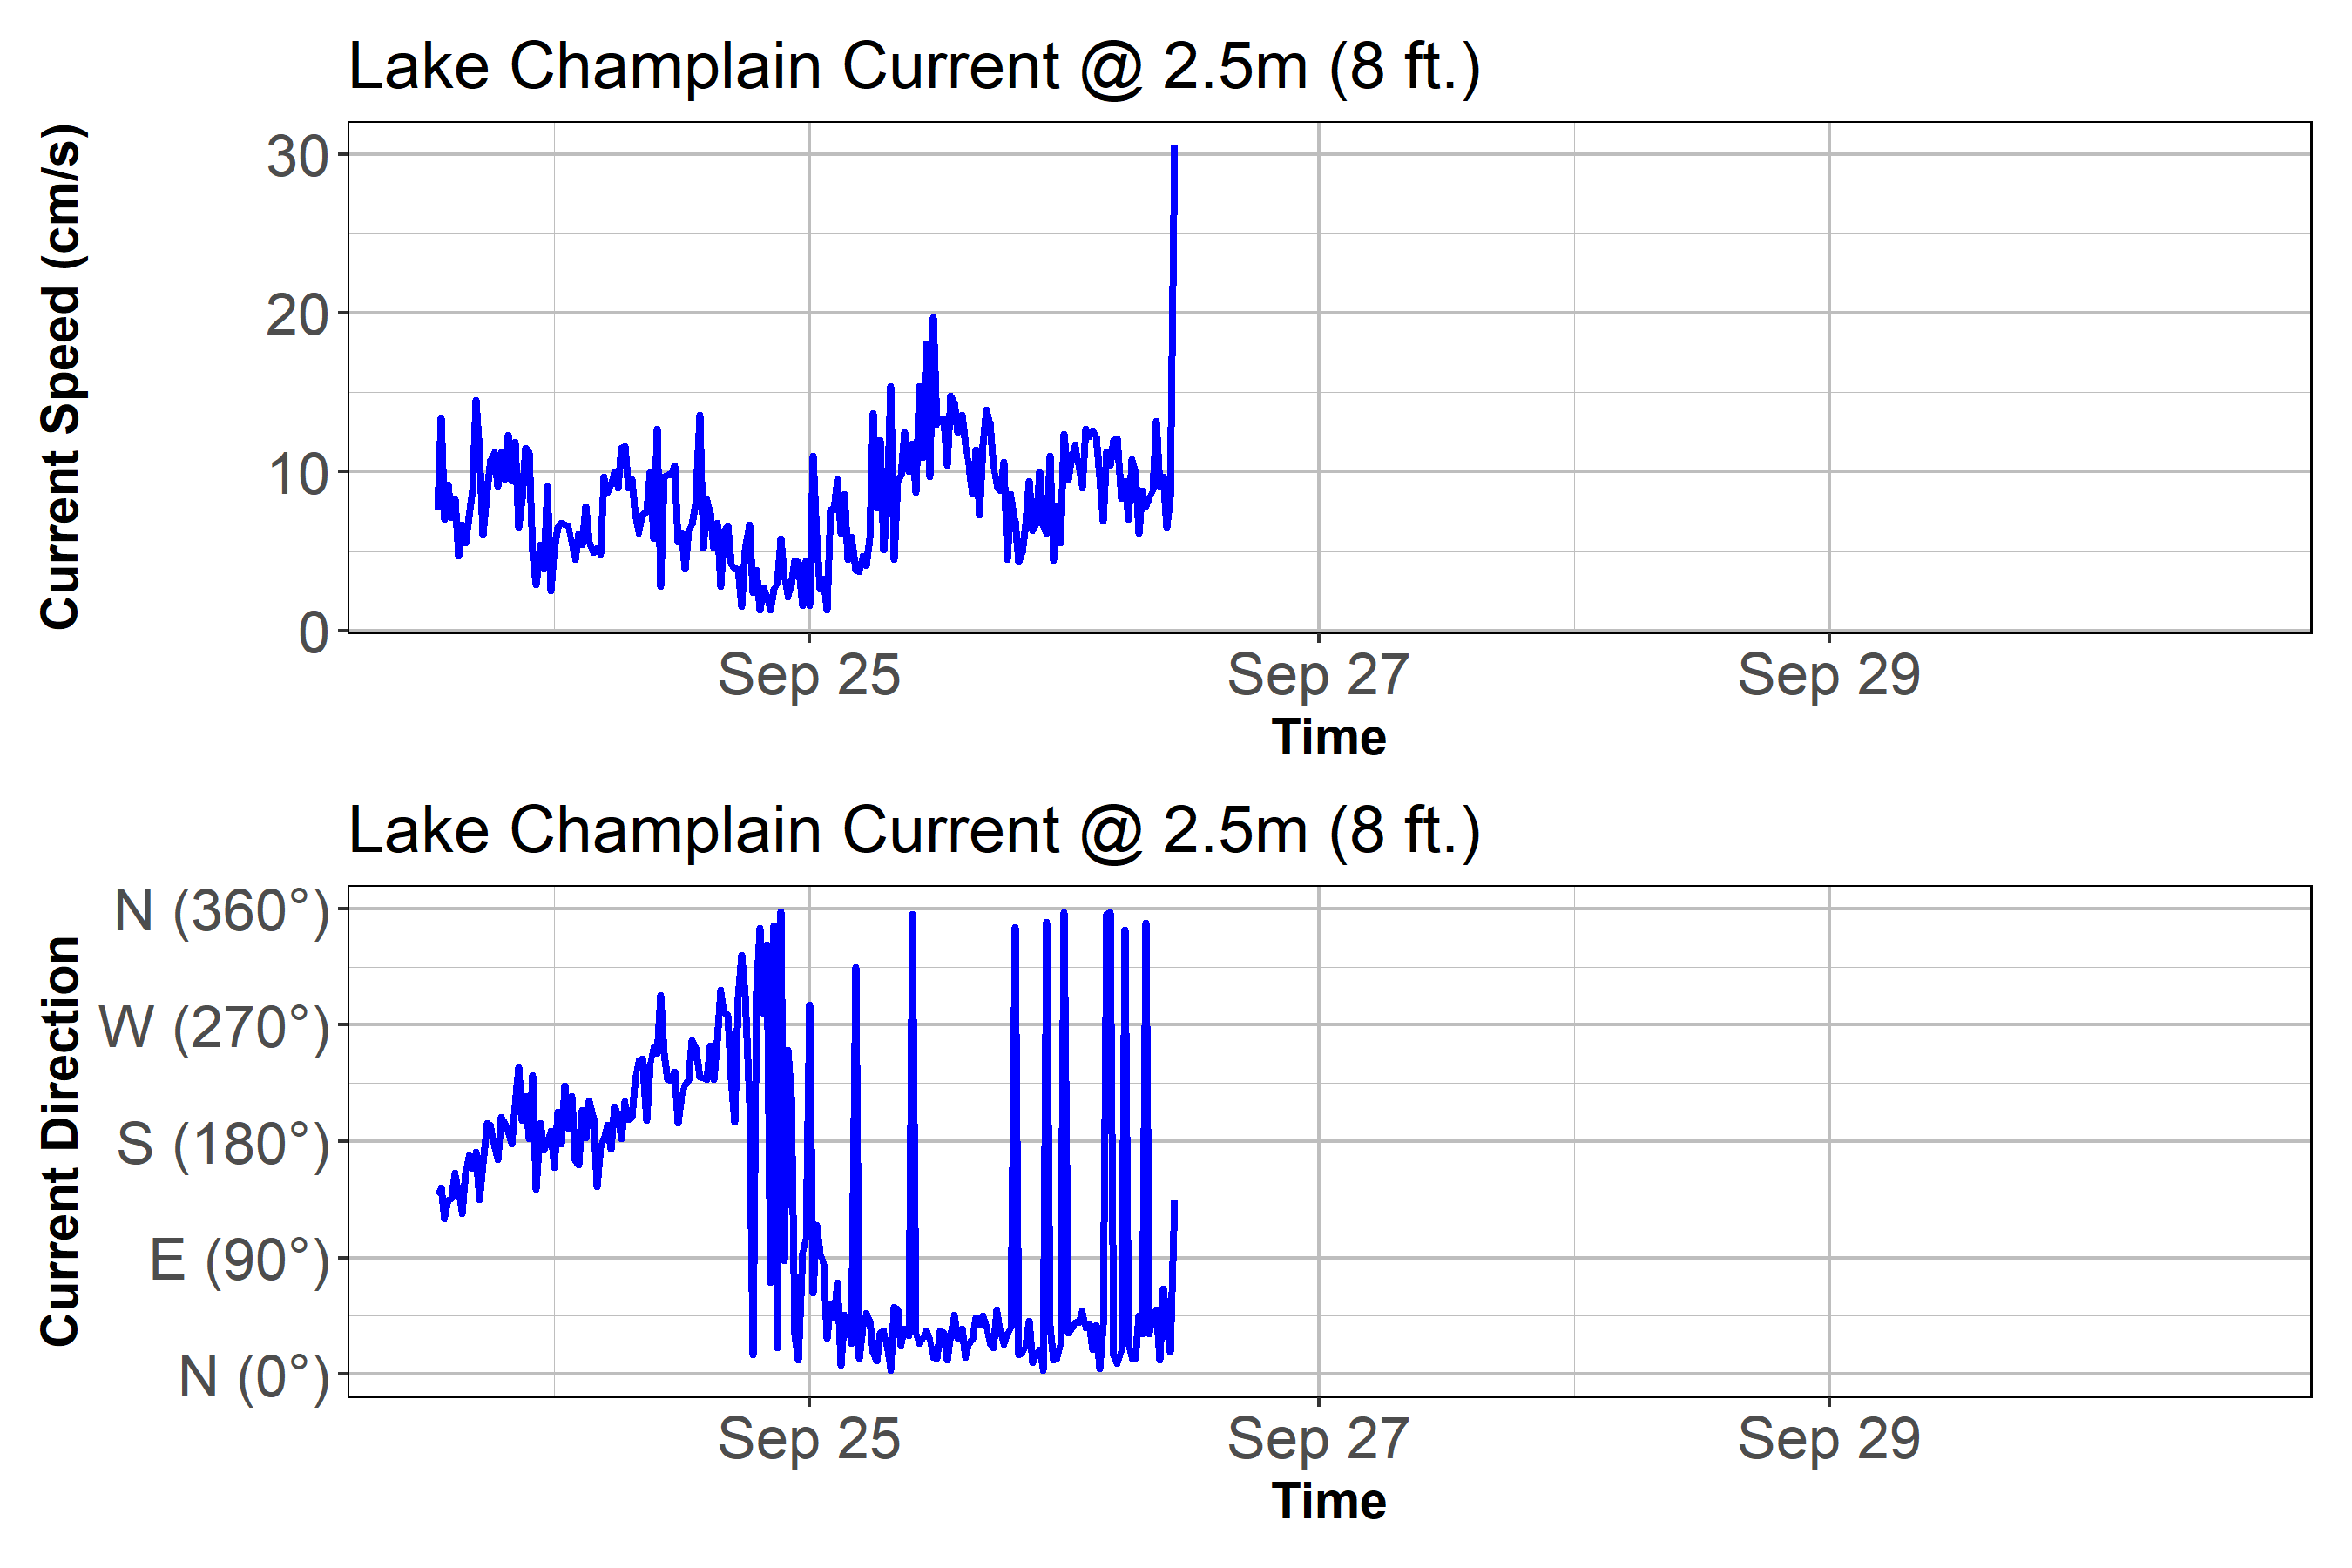 Lake Champlain Current @ 2.5m (8 ft.)
Current Speed (cm/s)
30
20
10
0
Sep 25 Sep 27 Sep 29
Time
Lake Champlain Current @ 2.5m (8 ft.)
Current Direction
N (360°)
W (270°)
S (180°)
E (90°)
N (0°)
Sep 25 Sep 27 Sep 29
Time